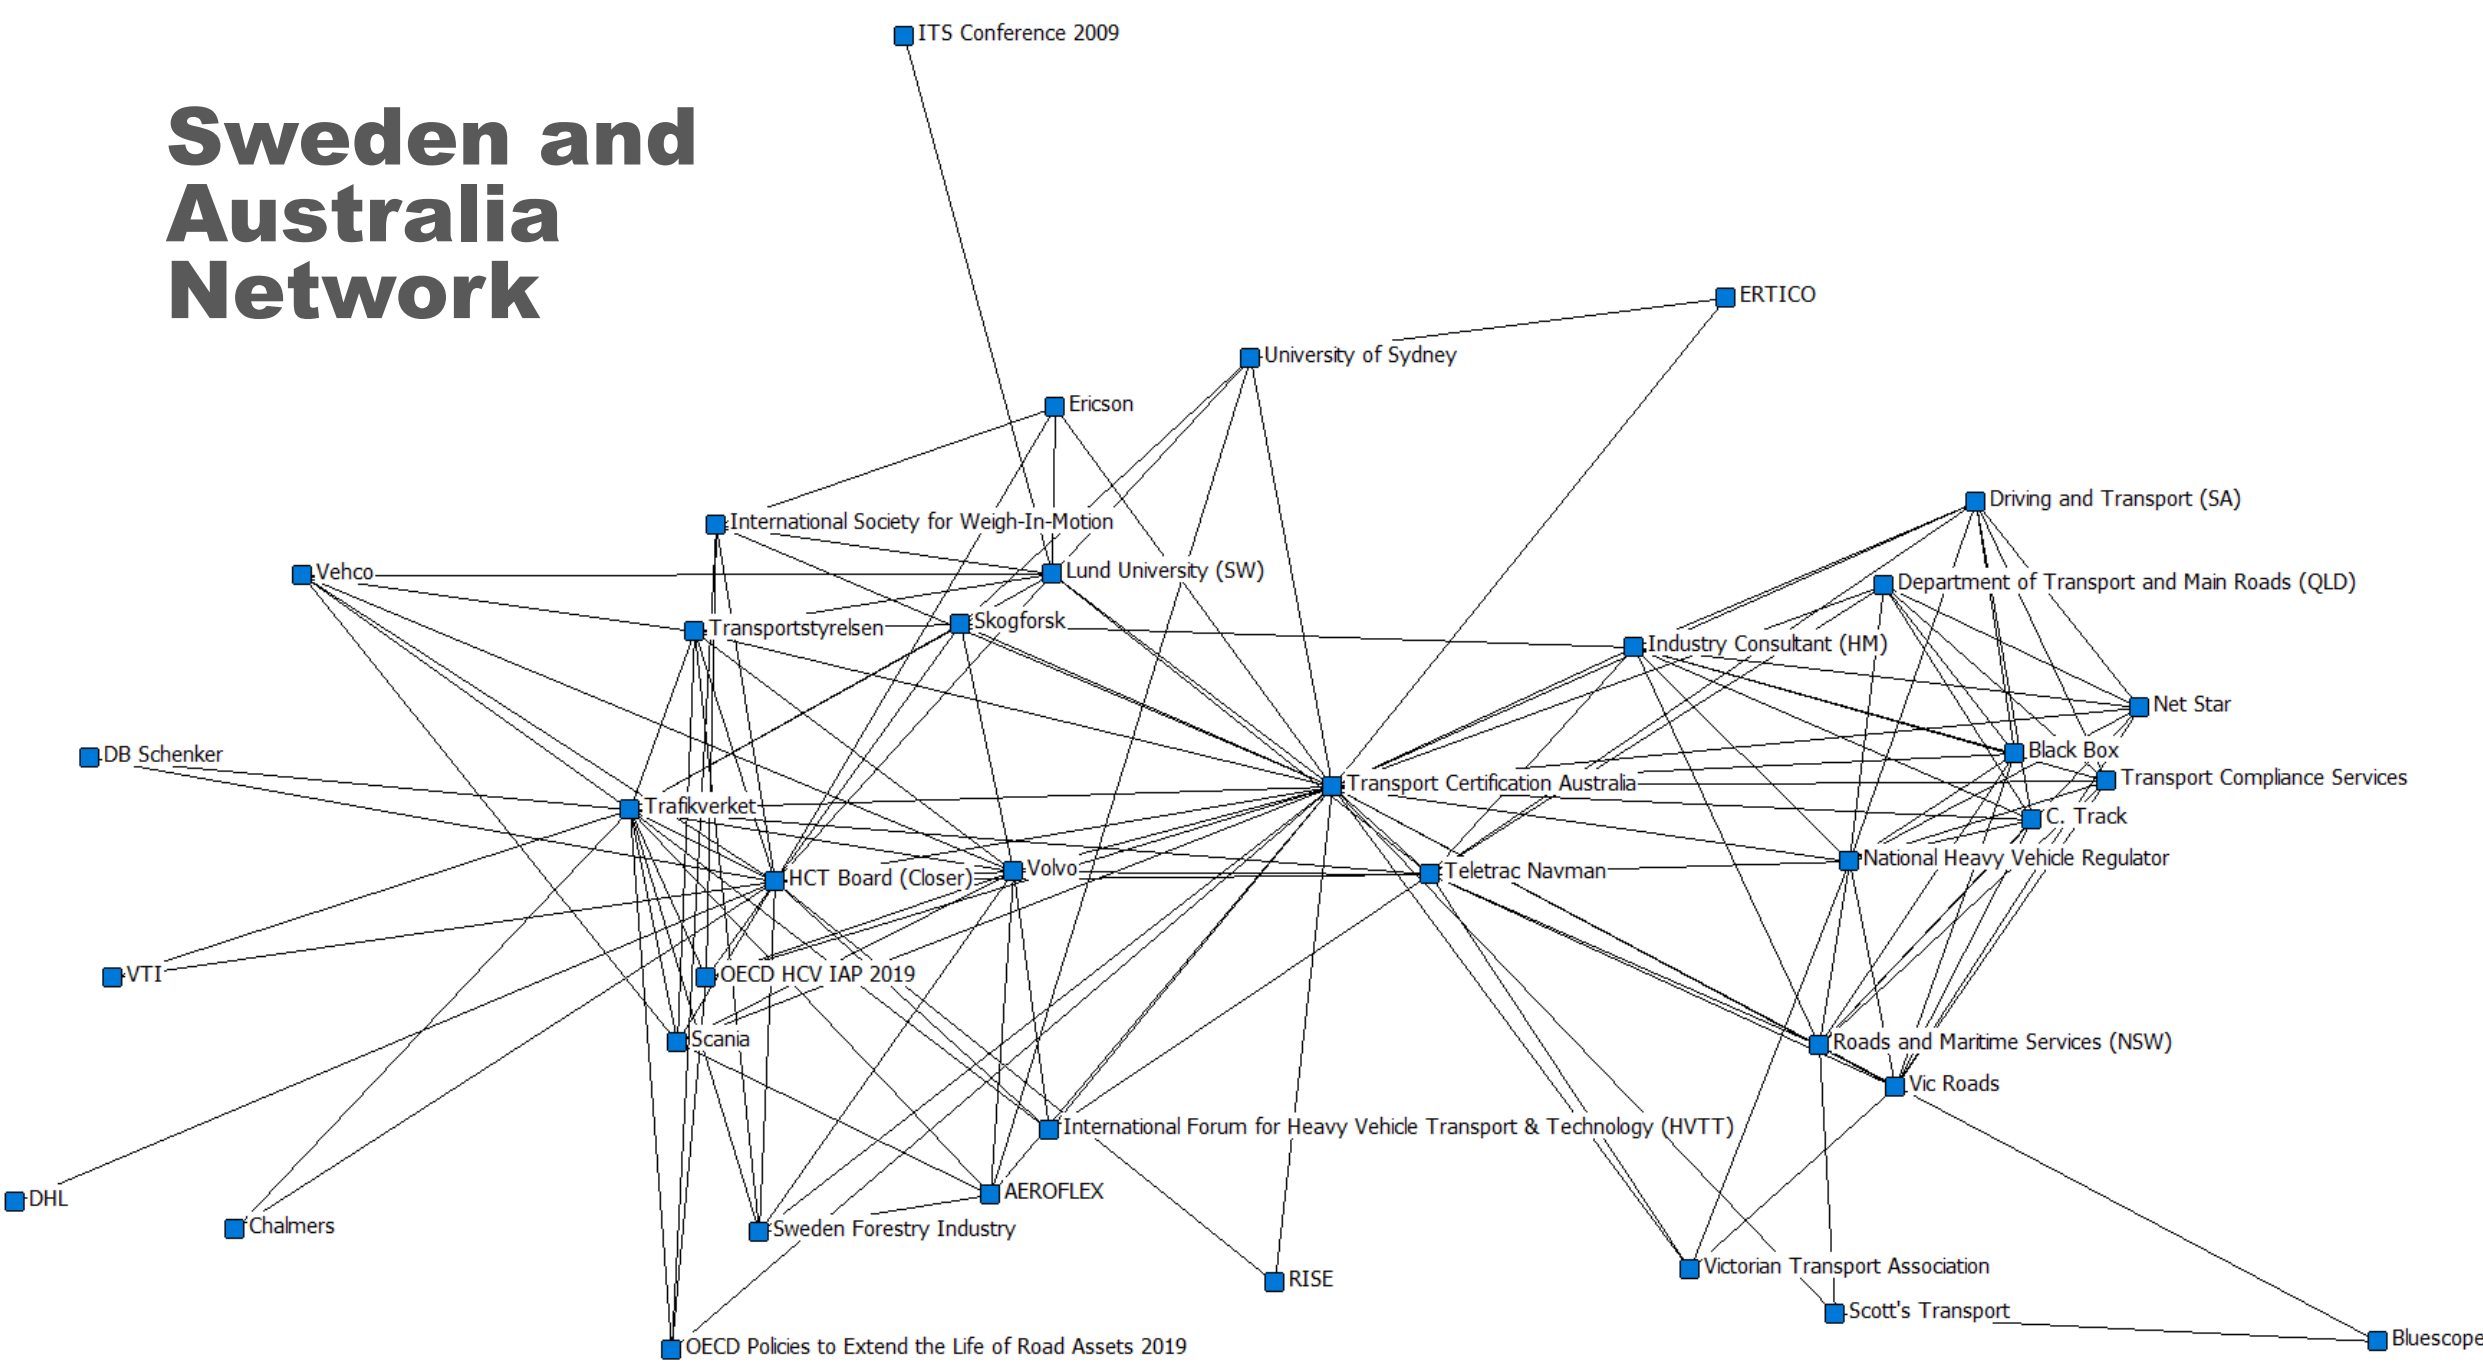 ITS Conference 2009
Sweden and
Australia
Network
ERTICO
University of Sydney
Ericson
Driving and Transport (SA)
International Society for Weigh-In-Motion
Vehco
Lund University (SW)
Department of Transport and Main Roads (QLD)
Transportstyrelsen
Skogforsk
Industry Consultant (HM)
Net Star
Black Box
DB Schenker
Transport Certification Australia
Transport Compliance Services
Trafikverket
C. Track
National Heavy Vehicle Regulator
HCT Board (Closer)
Volvo
Teletrac Navman
VTI
OECD HCV IAP 2019
Scania
Roads and Maritime Services (NSW)
Vic Roads
International Forum for Heavy Vehicle Transport & Technology (HVTT)
AEROFLEX
DHL
Chalmers
Sweden Forestry Industry
Victorian Transport Association
RISE
Scott's Transport
Bluescope
OECD Policies to Extend the Life of Road Assets 2019